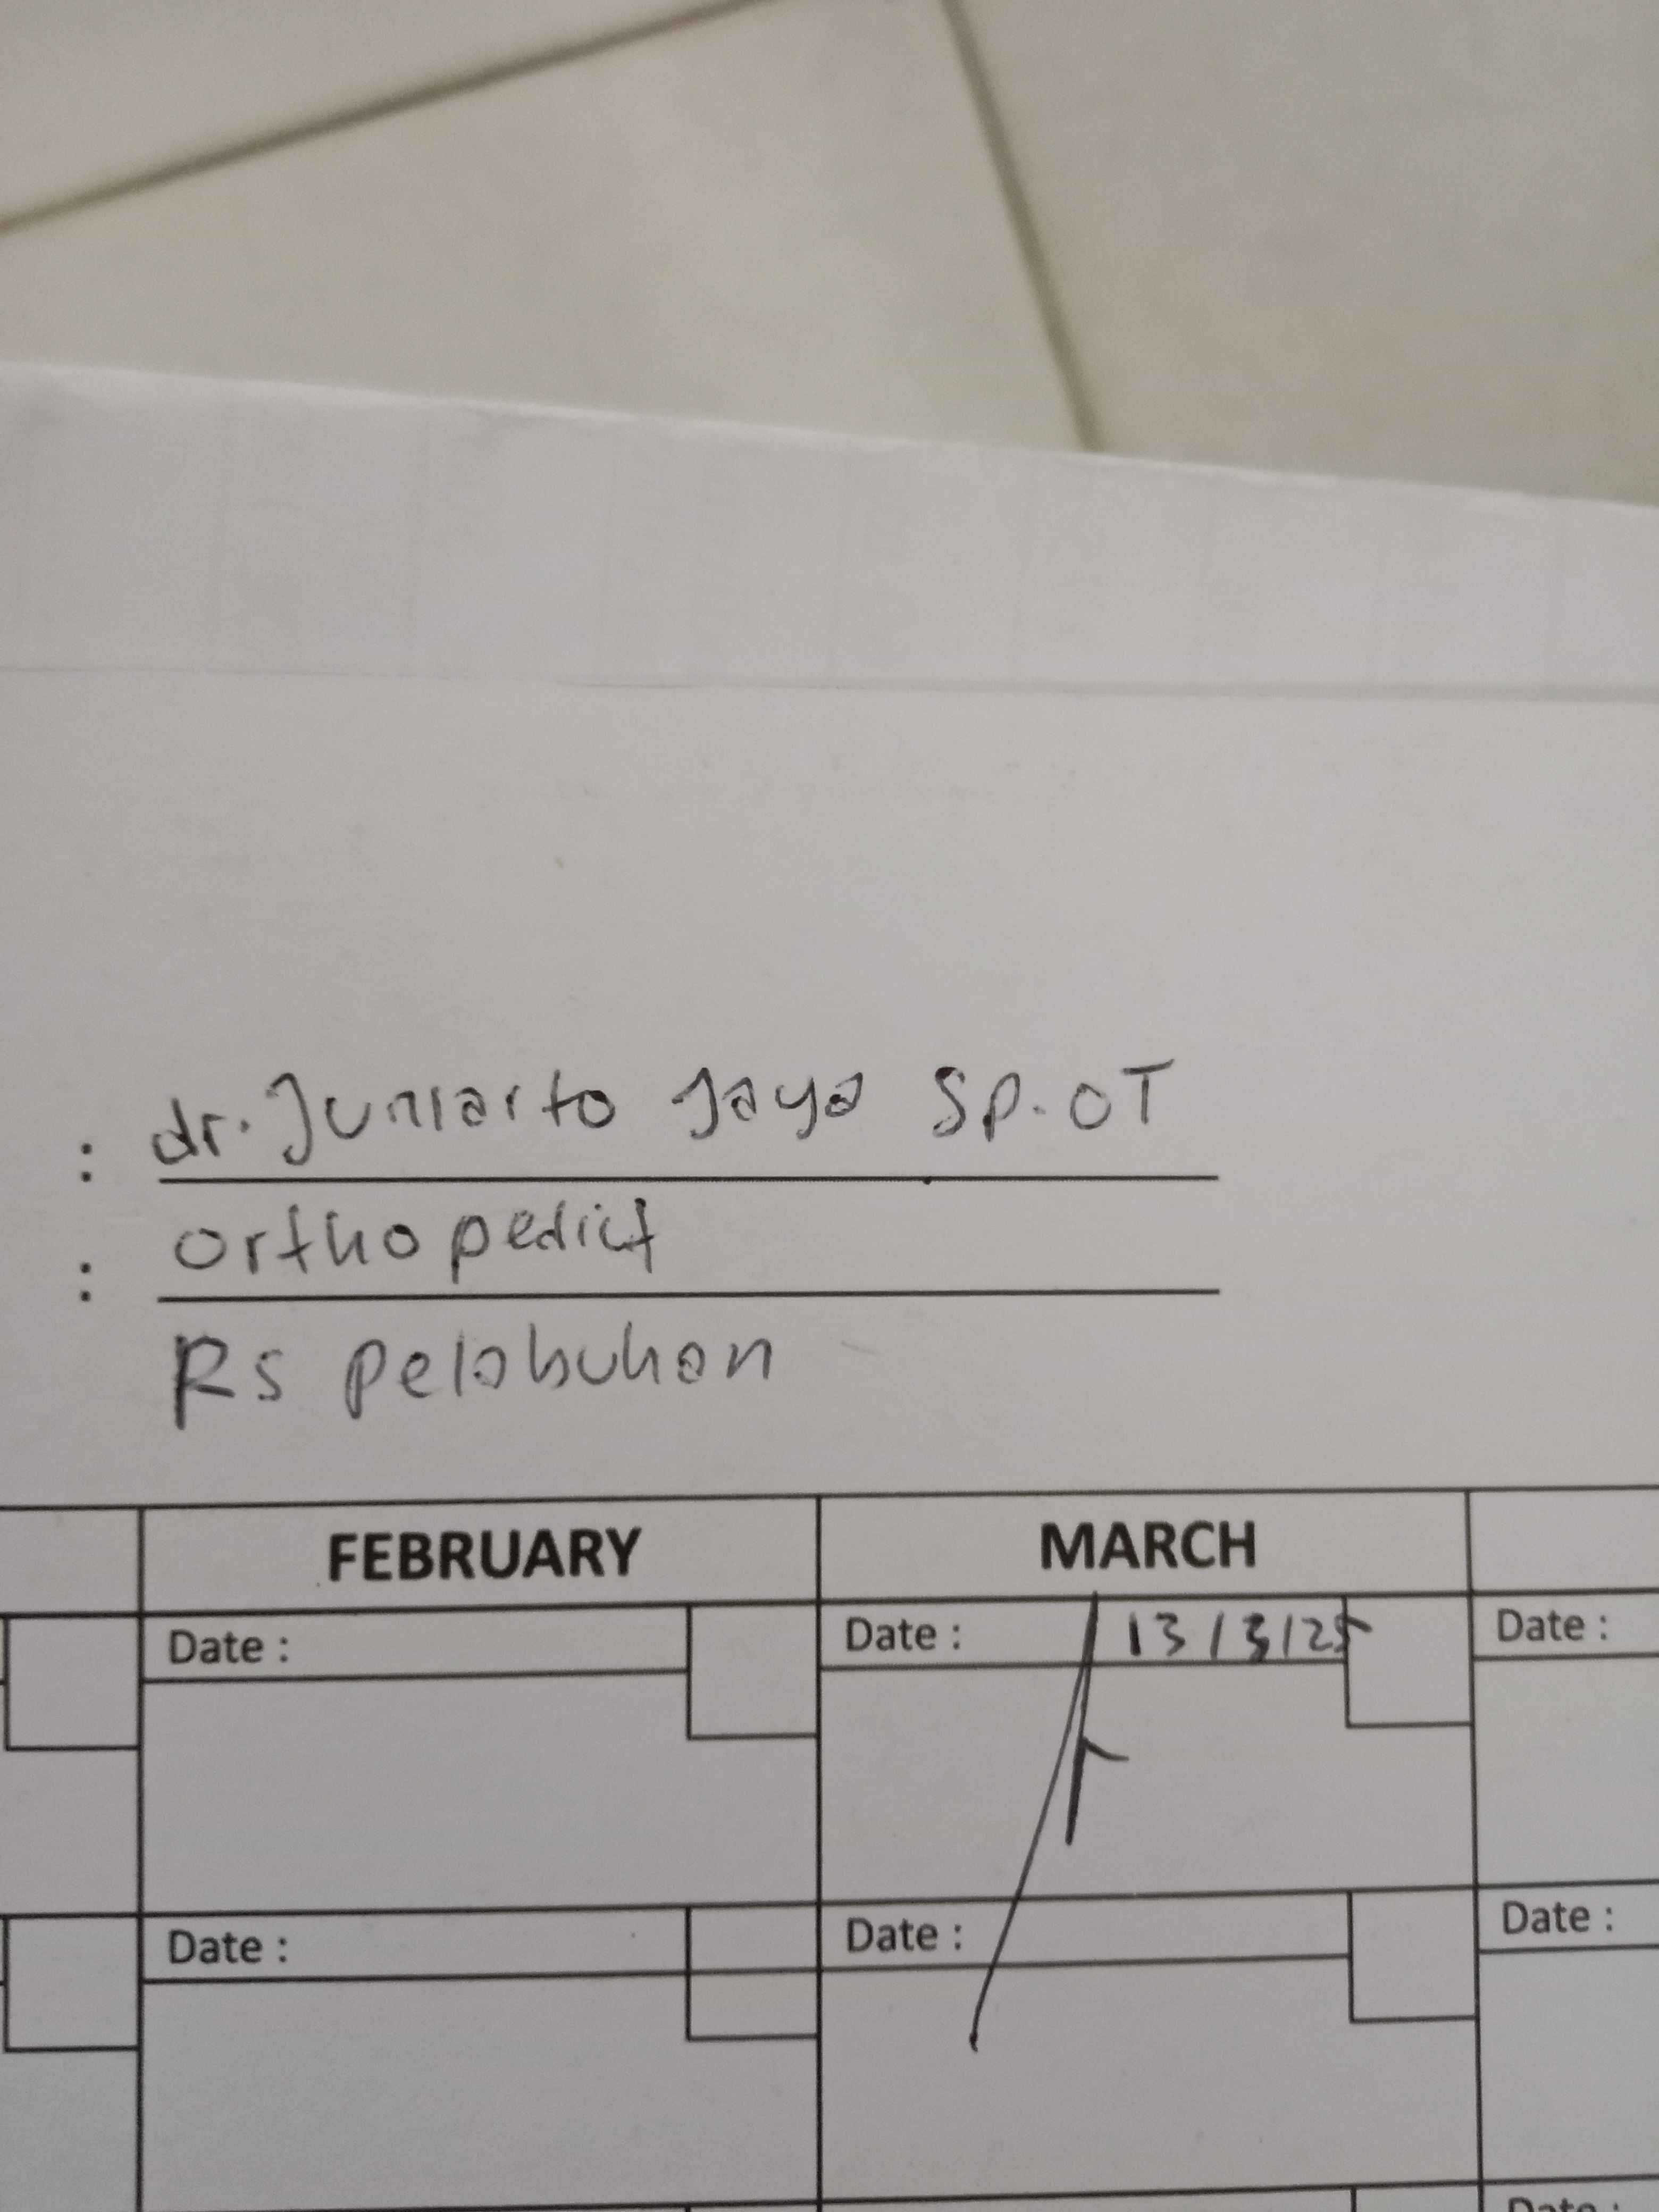 : dr. Juniarto Jaya Sp.OT
: orthopedict
Rs pelabuhan
FEBRUARY MARCH
Date : Date : 13/3/25 Date :
Date : Date : Date :
Date :